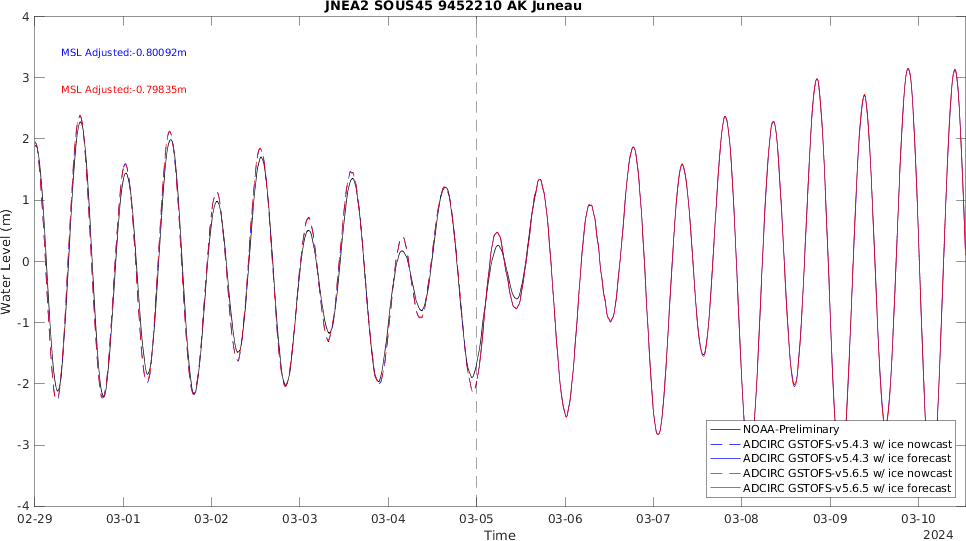 JNEA2 SOUS45 9452210 AK Juneau
MSL Adjusted:-0.80092m
MSL Adjusted:-0.79835m
Water Level (m)
4
3
2
1
0
-1
-2
-3
-4
NOAA-Preliminary
ADCIRC GSTOFS-v5.4.3 w/ ice nowcast
ADCIRC GSTOFS-v5.4.3 w/ ice forecast
ADCIRC GSTOFS-v5.6.5 w/ ice nowcast
ADCIRC GSTOFS-v5.6.5 w/ ice forecast
02-29 03-01 03-02 03-03 03-04 03-05 03-06 03-07 03-08 03-09 03-10
Time
2024